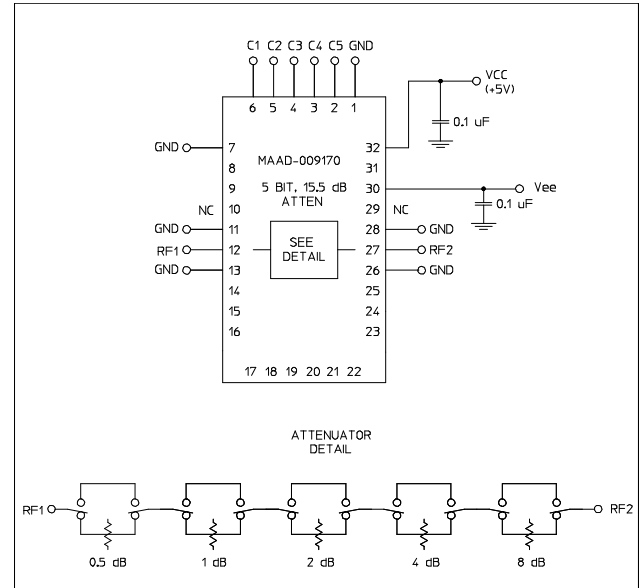 C1 C2 C3 C4 C5 GND
6 5 4 3 2 1
VCC
(+5V)
0.1 uF
GND 7 32
8 MAAD-009170 31
9 5 BIT, 15.5 dB 30 Vee
ATTEN
0.1 uF
NC 10 29 NC
GND 11 28 GND
RF1 12 SEE 27 RF2
DETAIL
GND 13 26 GND
14 25
15 24
16 23
17 18 19 20 21 22
ATTENUATOR
DETAIL
RF1 RF2
0.5 dB 1 dB 2 dB 4 dB 8 dB